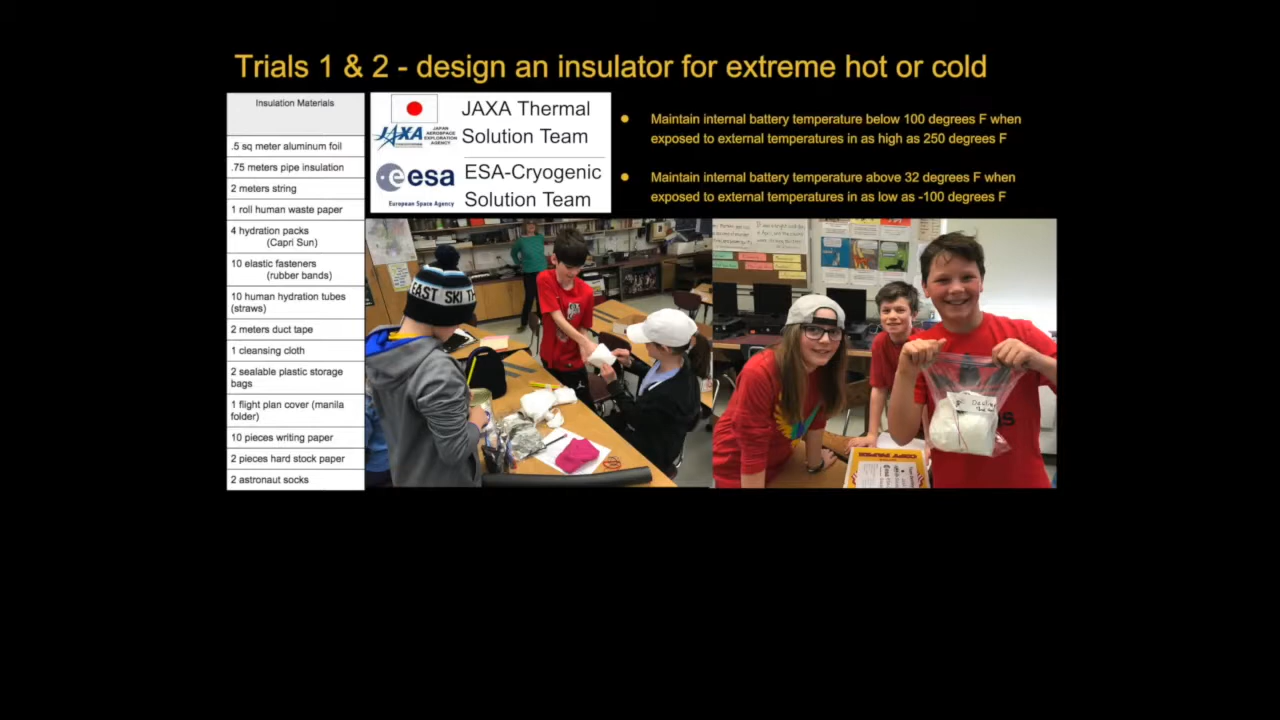 Trials 1 & 2 - design an insulator for extreme hot or cold
Insulation Materials
.5 sq meter aluminum foil
.75 meters pipe insulation
2 meters string
1 roll human waste paper
4 hydration packs
(Capri Sun)
10 elastic fasteners
(rubber bands)
10 human hydration tubes
(straws)
2 meters duct tape
1 cleansing cloth
2 sealable plastic storage
bags
1 flight plan cover (manila
folder)
10 pieces writing paper
2 pieces hard stock paper
2 astronaut socks
JAXA
JAPAN
AEROSPACE
EXPLORATION
AGENCY
JAXA Thermal
Solution Team
esa
European Space Agency
ESA-Cryogenic
Solution Team
Maintain internal battery temperature below 100 degrees F when
exposed to external temperatures in as high as 250 degrees F
Maintain internal battery temperature above 32 degrees F when
exposed to external temperatures in as low as -100 degrees F
EAST SKI TH